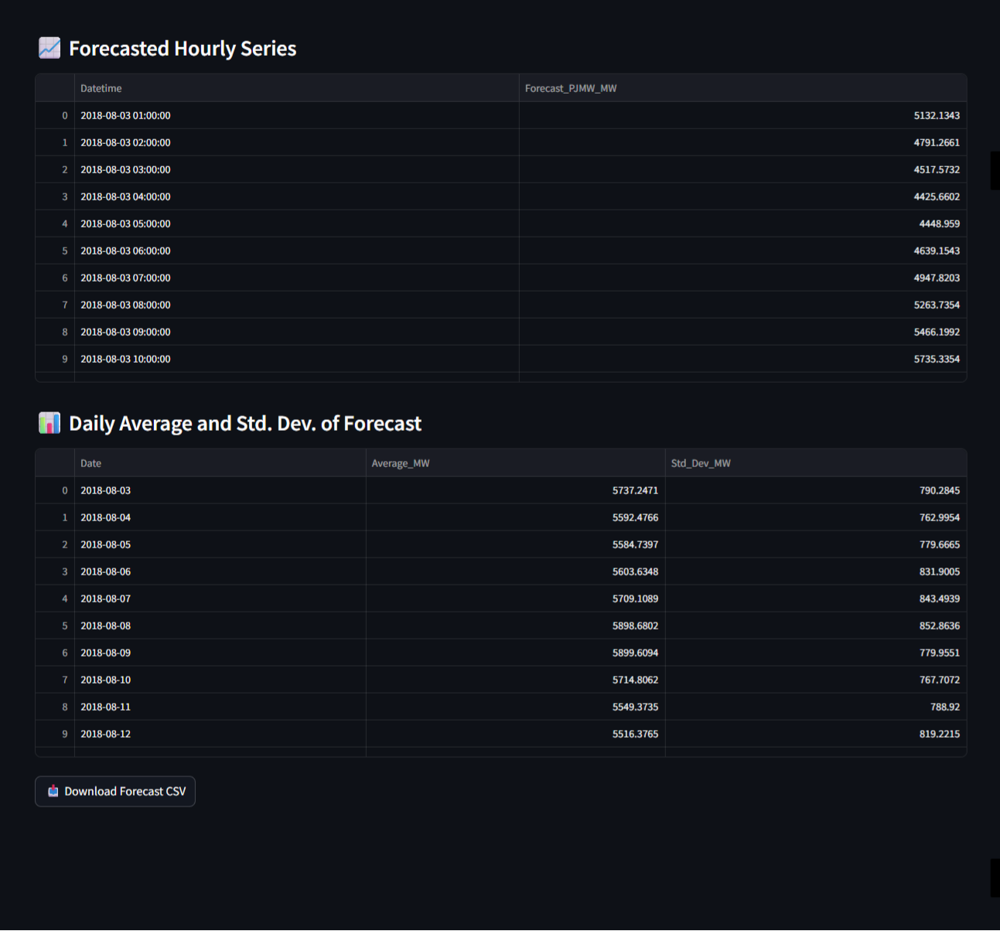 Forecasted Hourly Series
Datetime Forecast_PJMW_MW
0 2018-08-03 01:00:00 5132.1343
1 2018-08-03 02:00:00 4791.2661
2 2018-08-03 03:00:00 4517.5732
3 2018-08-03 04:00:00 4425.6602
4 2018-08-03 05:00:00 4448.959
5 2018-08-03 06:00:00 4639.1543
6 2018-08-03 07:00:00 4947.8203
7 2018-08-03 08:00:00 5263.7354
8 2018-08-03 09:00:00 5466.1992
9 2018-08-03 10:00:00 5735.3354
Daily Average and Std. Dev. of Forecast
Date Average_MW Std_Dev_MW
0 2018-08-03 5737.2471 790.2845
1 2018-08-04 5592.4766 762.9954
2 2018-08-05 5584.7397 779.6665
3 2018-08-06 5603.6348 831.9005
4 2018-08-07 5709.1089 843.4939
5 2018-08-08 5898.6802 852.8636
6 2018-08-09 5899.6094 779.9551
7 2018-08-10 5714.8062 767.7072
8 2018-08-11 5549.3735 788.92
9 2018-08-12 5516.3765 819.2215
Download Forecast CSV